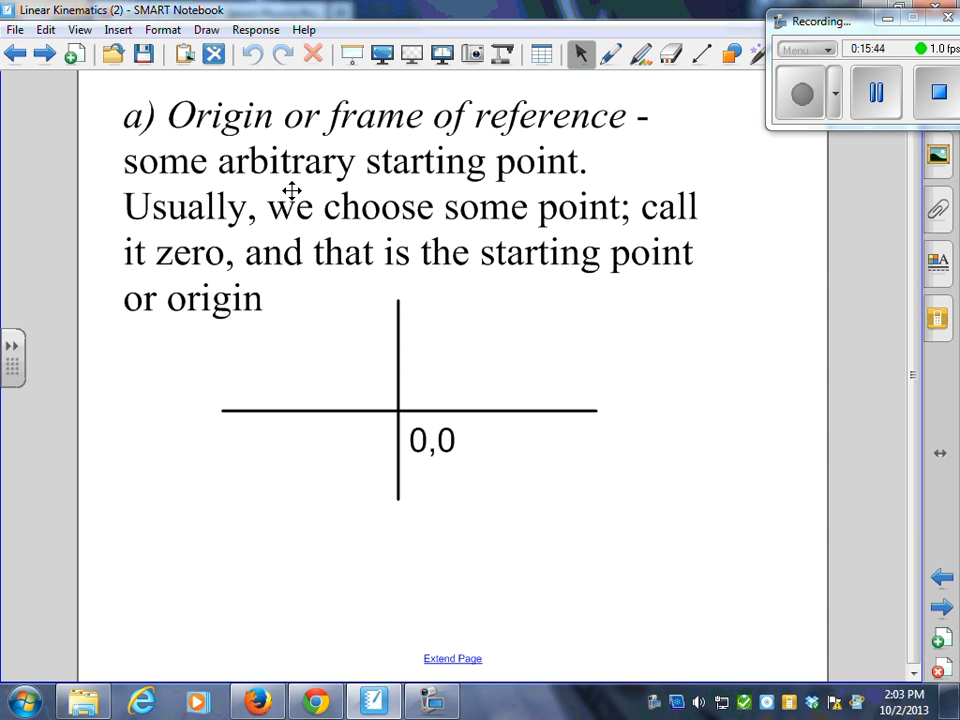 Linear Kinematics (2) - SMART Notebook
File Edit View Insert Format Draw Response Help
Recording...
Menu 0:15:44 1.0 fps
a) Origin or frame of reference -
some arbitrary starting point.
Usually, we choose some point; call
it zero, and that is the starting point
or origin
0,0
Extend Page
2:03 PM
10/2/2013